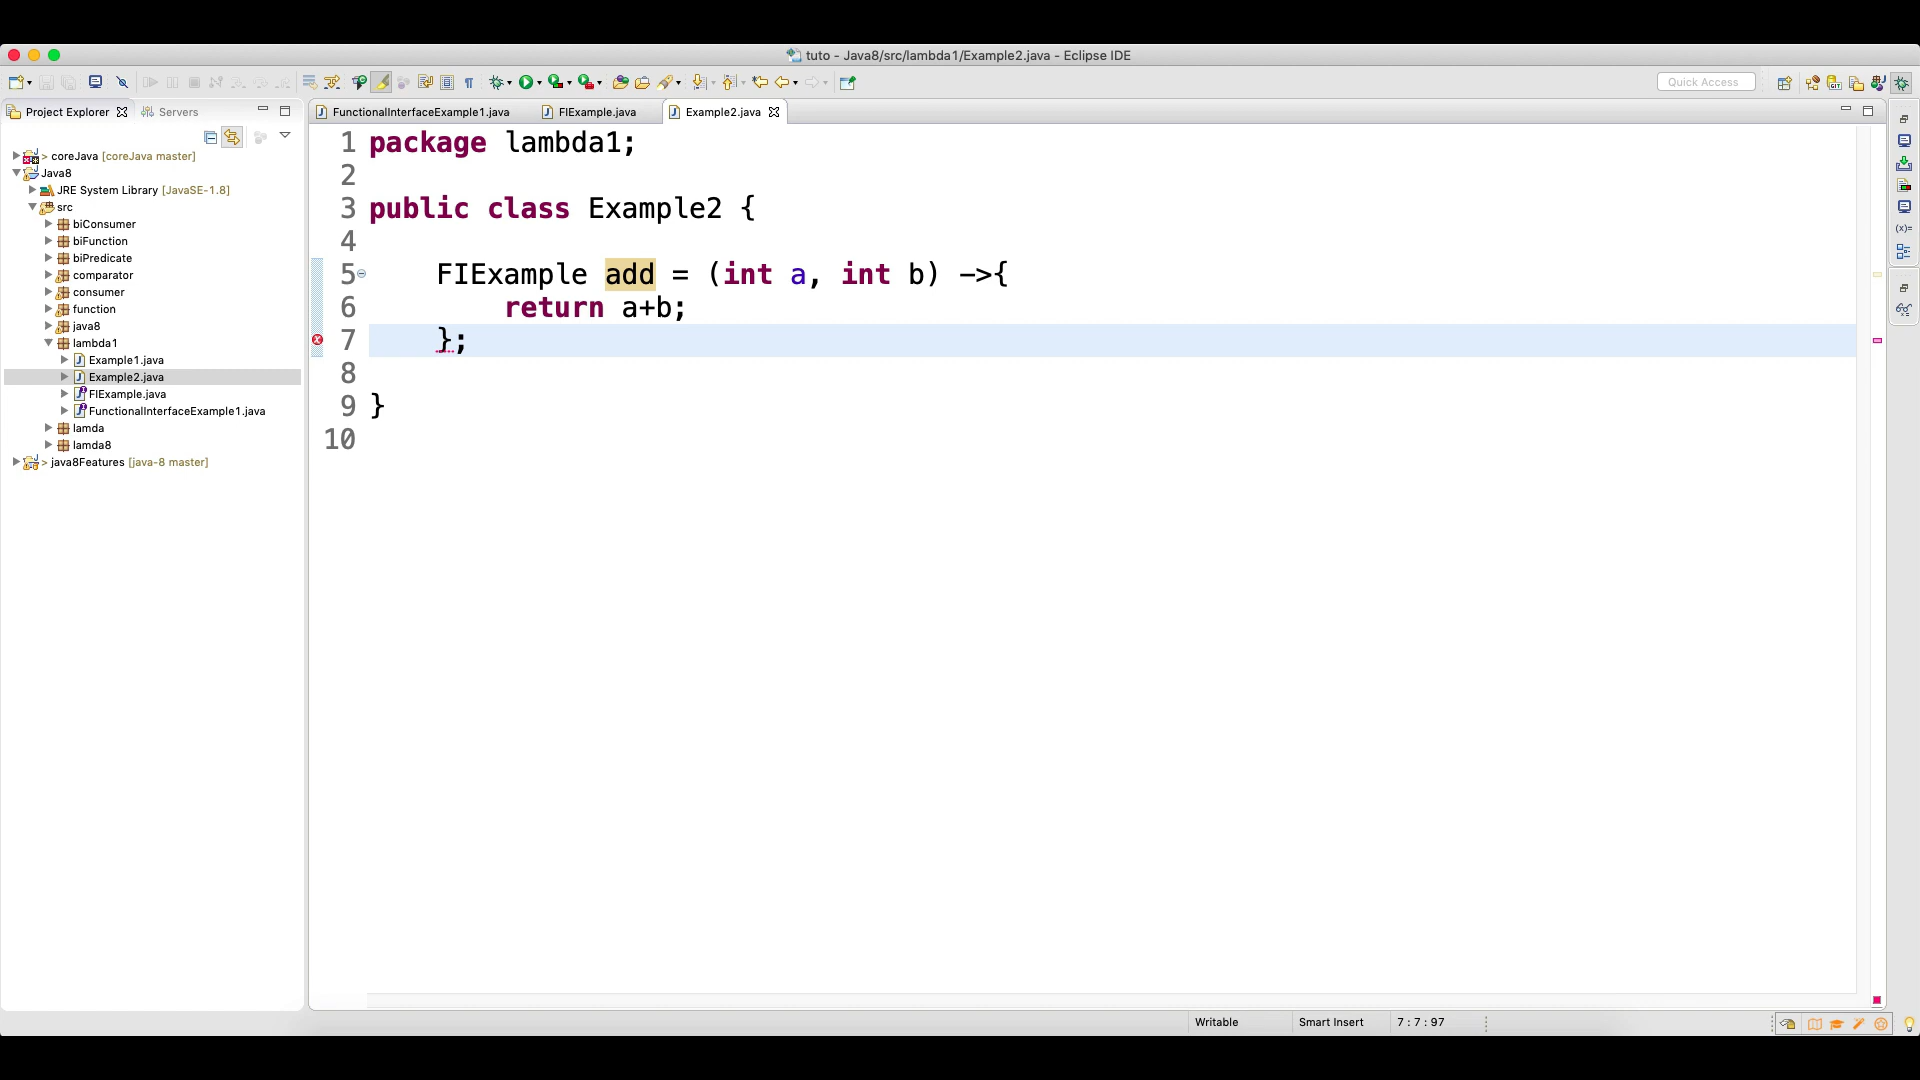 tuto - Java8/src/lambda1/Example2.java - Eclipse IDE
Quick Access
Project Explorer
Servers
FunctionalInterfaceExample1.java
FIExample.java
Example2.java
> coreJava [coreJava master]
Java8
JRE System Library [JavaSE-1.8]
src
biConsumer
biFunction
biPredicate
comparator
consumer
function
java8
lambda1
Example1.java
Example2.java
FIExample.java
FunctionalInterfaceExample1.java
lamda
lamda8
> java8Features [java-8 master]
1 package lambda1;
2
3 public class Example2 {
4
5 FIExample add = (int a, int b) ->{
6 return a+b;
7 };
8
9 }
10
(x)=
Writable
Smart Insert
7 : 7 : 97